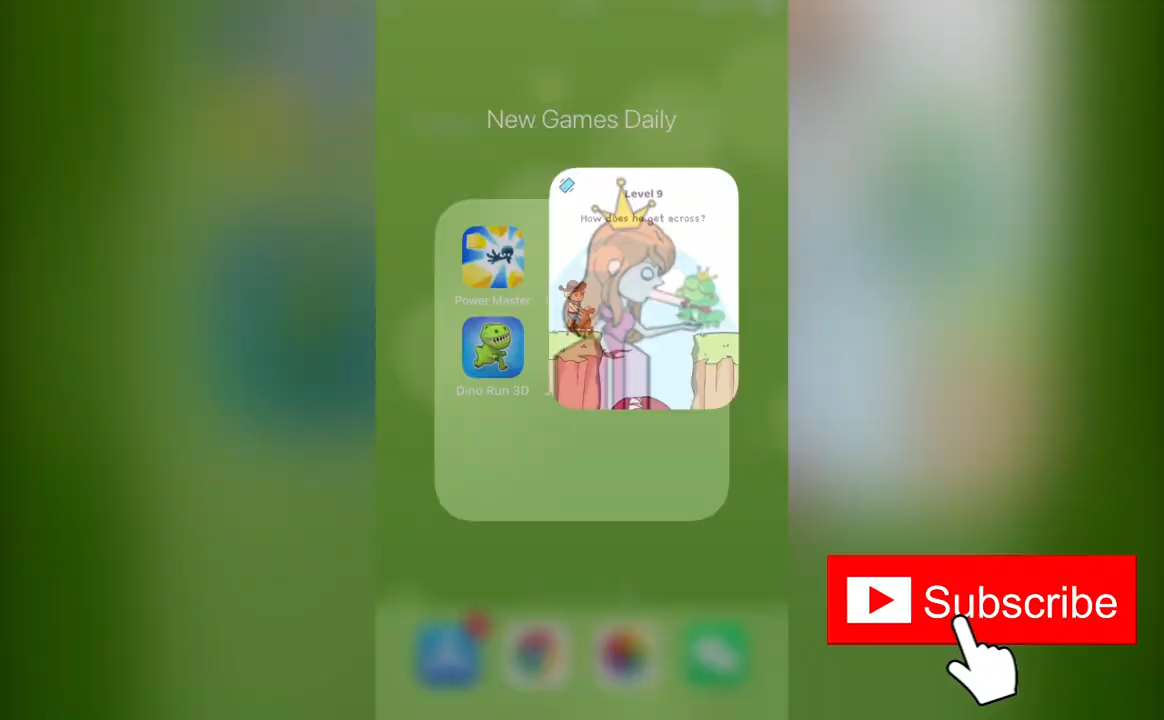 New Games Daily
Level 9
How does he get across?
Power Master
Dino Run 3D
Subscribe